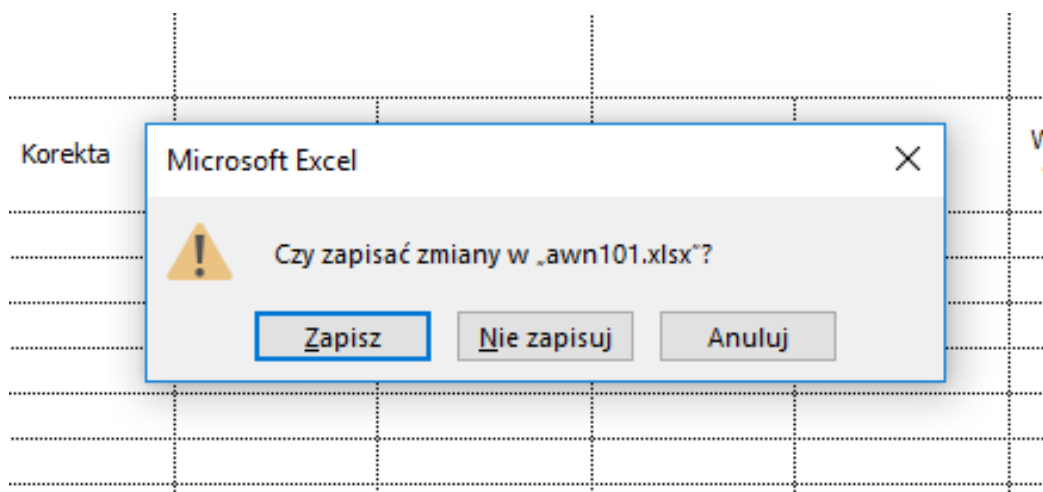 Korekta
Microsoft Excel
Czy zapisać zmiany w „awn101.xlsx”?
Zapisz
Nie zapisuj
Anuluj